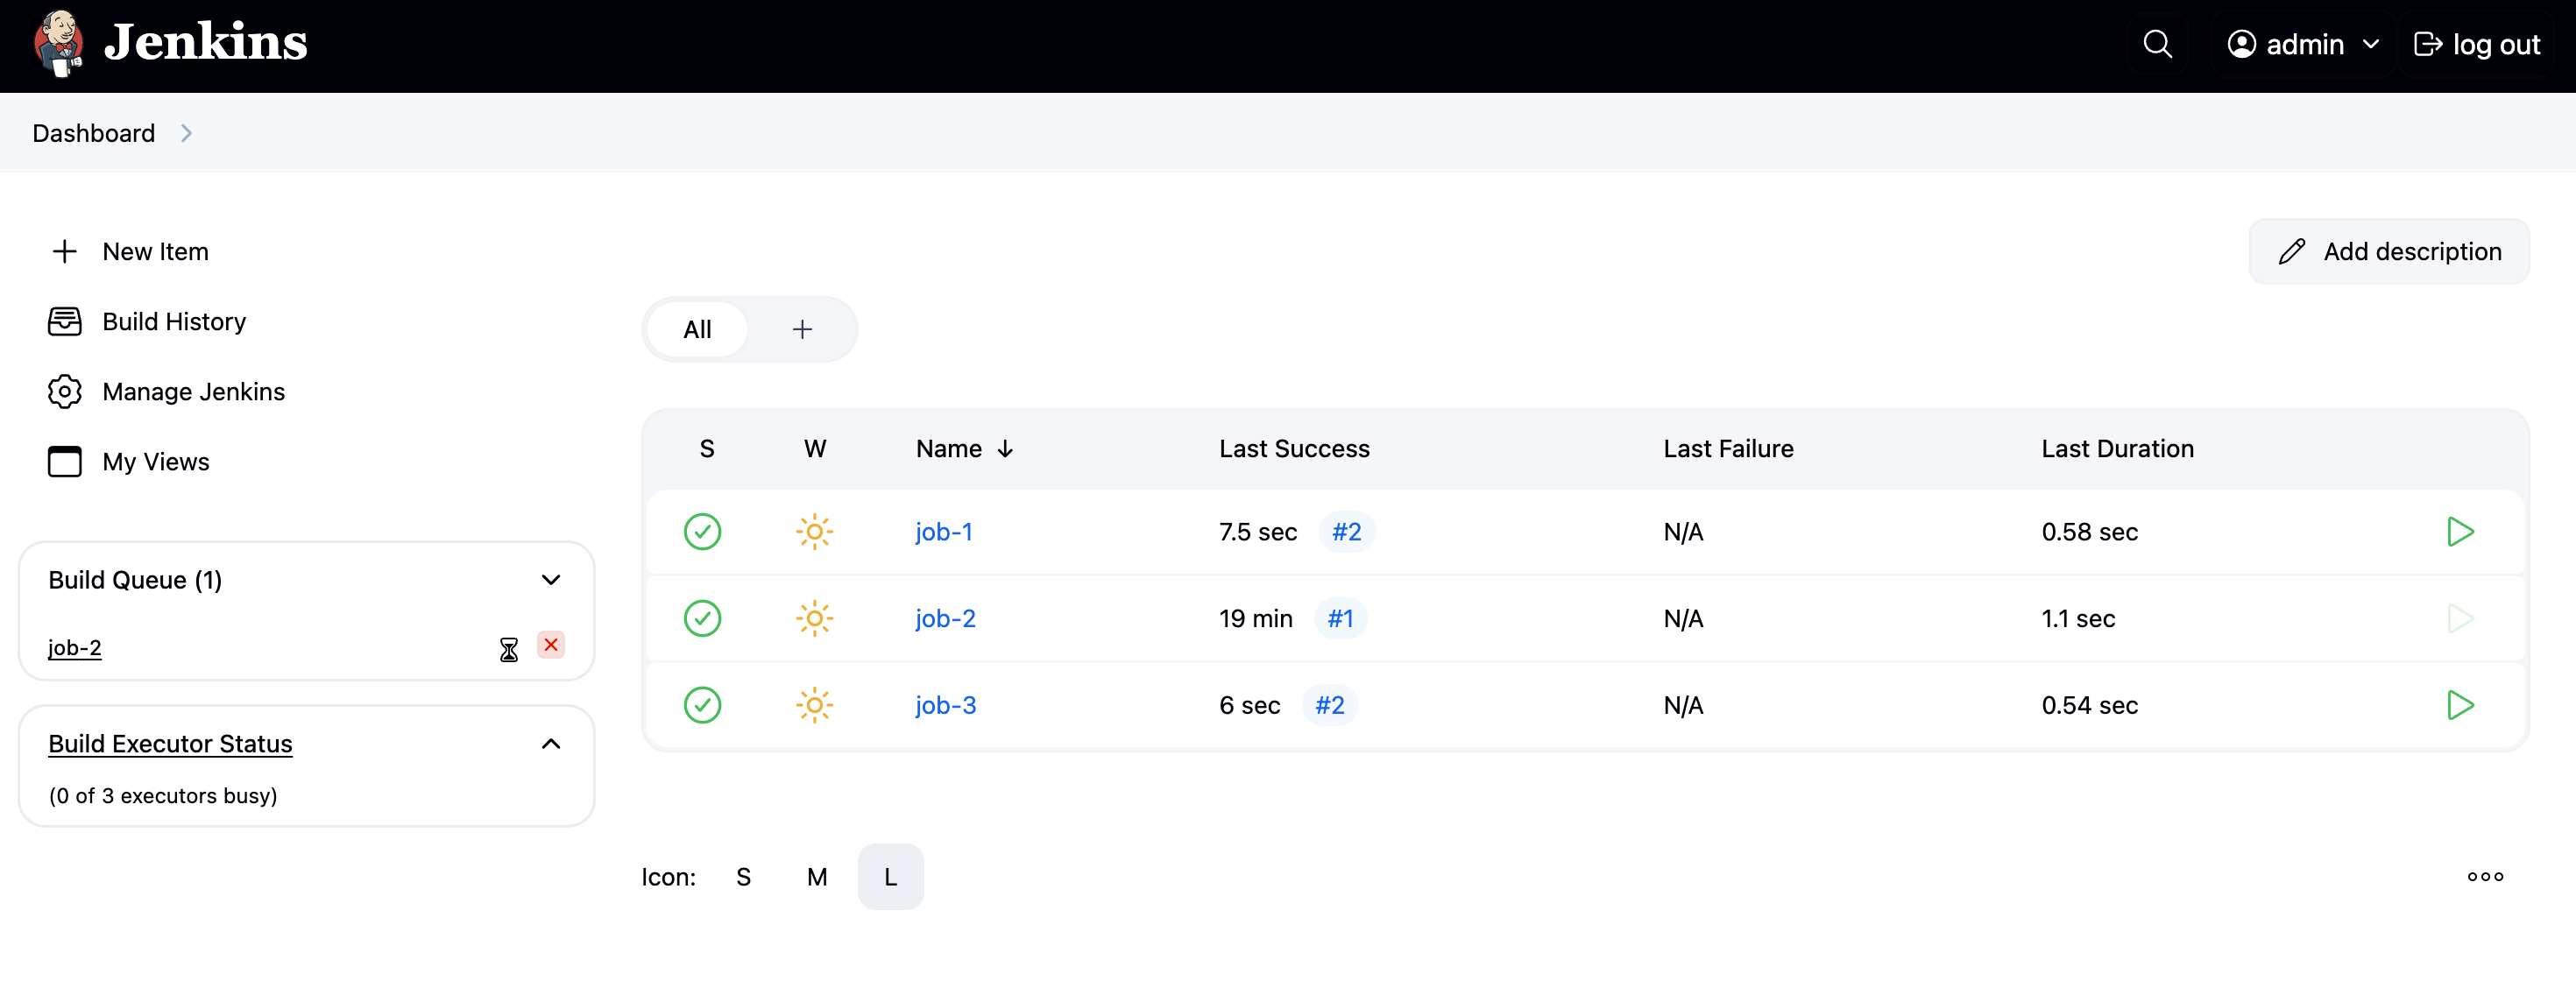 Jenkins
admin
log out
Dashboard
New Item
Build History
Manage Jenkins
My Views
Build Queue (1)
job-2
Build Executor Status
(0 of 3 executors busy)
Add description
All +
S W Name ↓ Last Success Last Failure Last Duration
job-1 7.5 sec #2 N/A 0.58 sec
job-2 19 min #1 N/A 1.1 sec
job-3 6 sec #2 N/A 0.54 sec
Icon: S M L